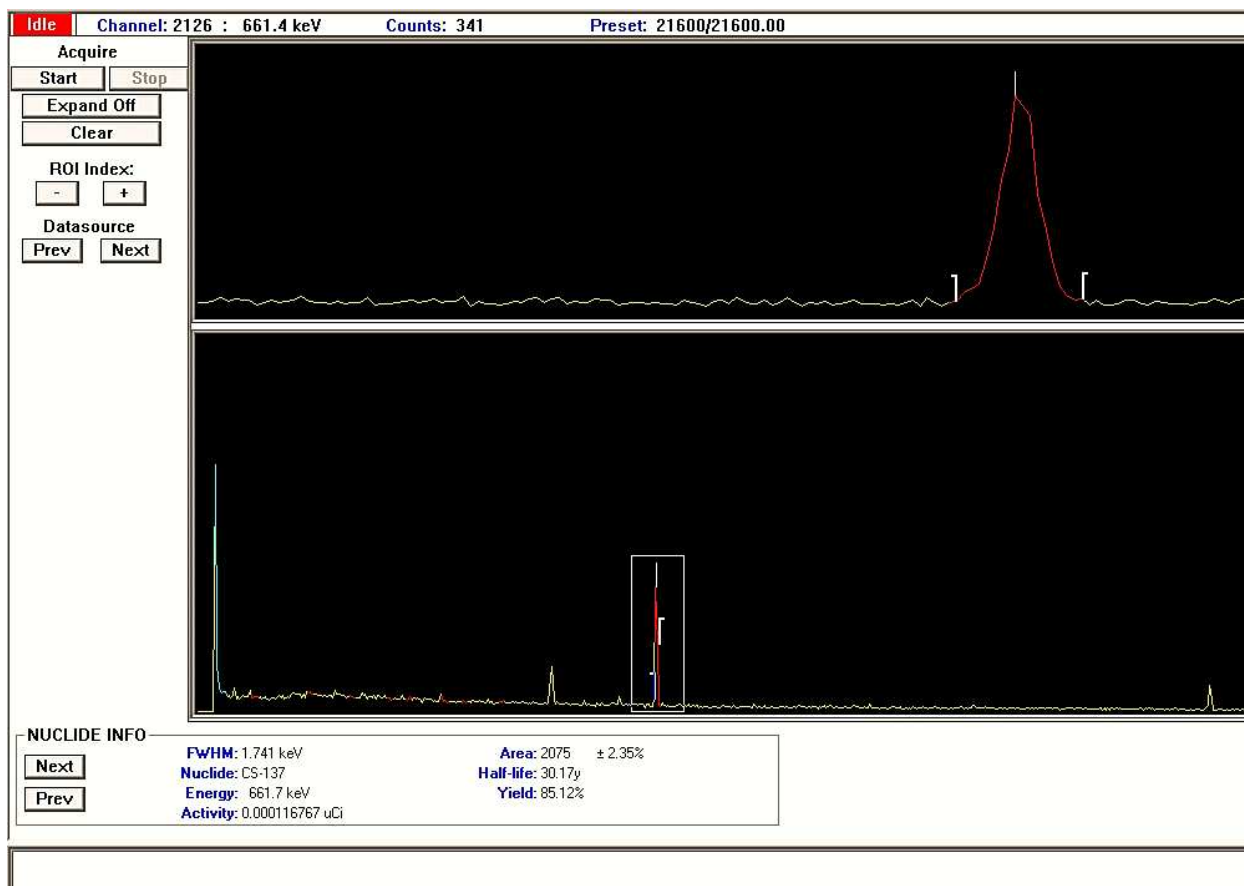 Idle Channel: 2126 : 661.4 keV Counts: 341 Preset: 21600/21600.00
Acquire
Start Stop
Expand Off
Clear
ROI Index:
- +
Datasource
Prev Next
NUCLIDE INFO
Next
Prev
FWHM: 1.741 keV Area: 2075 ± 2.35%
Nuclide: CS-137 Half-life: 30.17y
Energy: 661.7 keV Yield: 85.12%
Activity: 0.000116767 uCi